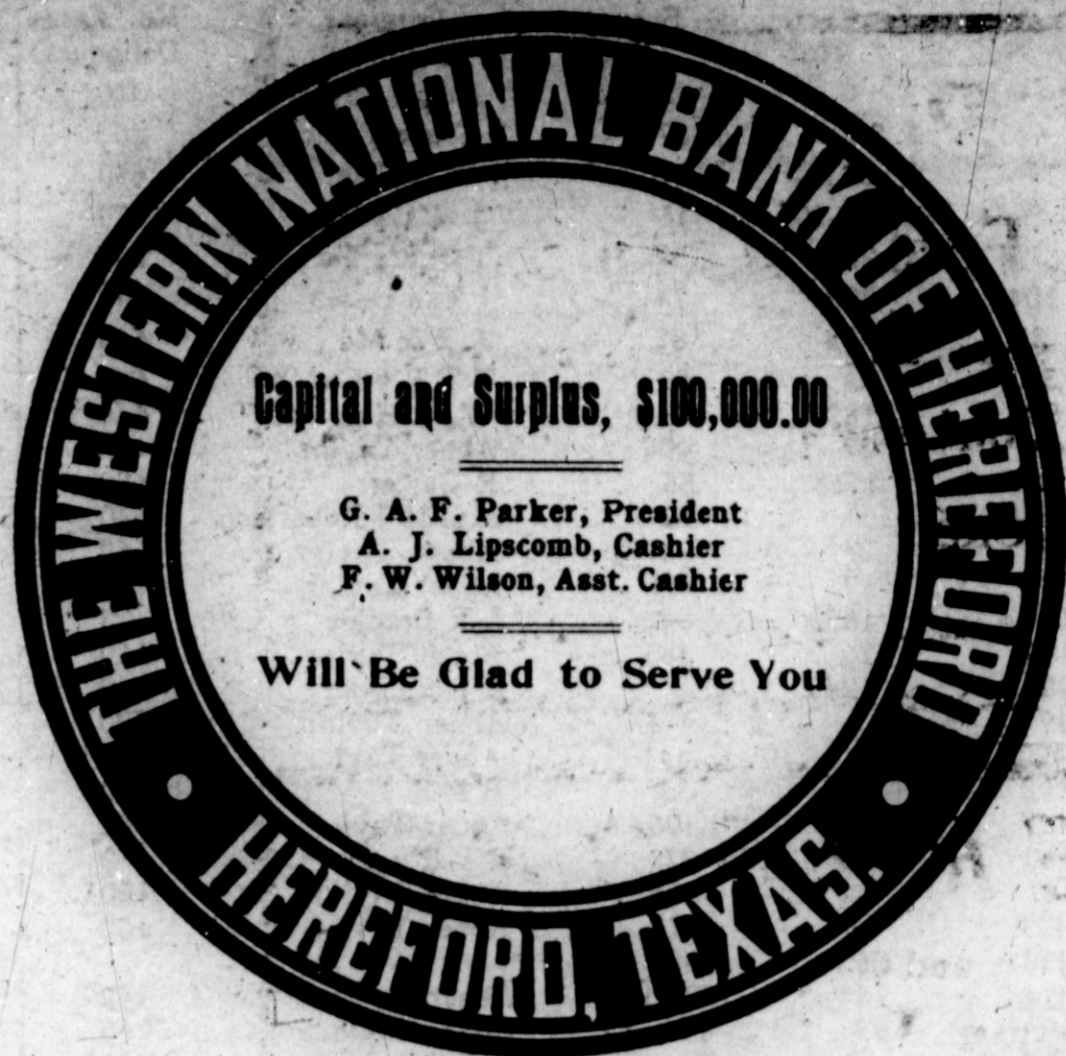 THE WESTERN NATIONAL BANK OF HEREFORD
Capital and Surplus, $100,000.00
G. A. F. Parker, President
A. J. Lipscomb, Cashier
F. W. Wilson, Asst. Cashier
Will Be Glad to Serve You
HEREFORD, TEXAS.